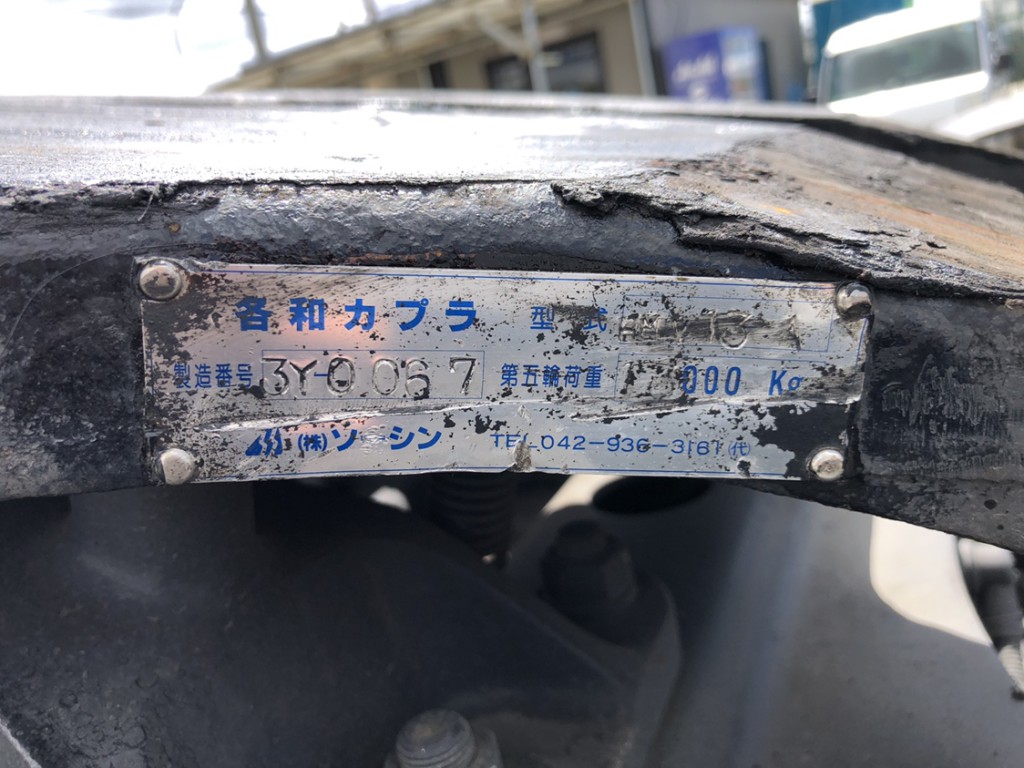 各和カプラ 型式
製造番号 3Y-0067 第五輪荷重 000 Kg
(株)ソーシン TEL 042-936-3161(代)